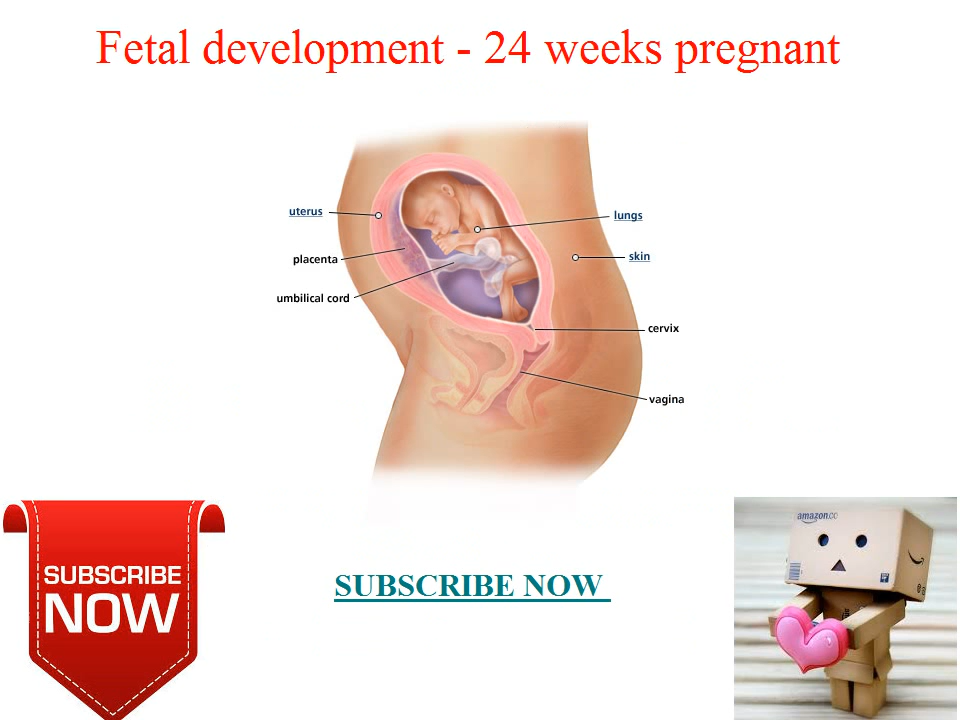 Fetal development - 24 weeks pregnant
uterus
lungs
placenta
skin
umbilical cord
cervix
vagina
SUBSCRIBE
NOW
SUBSCRIBE NOW
amazon.co